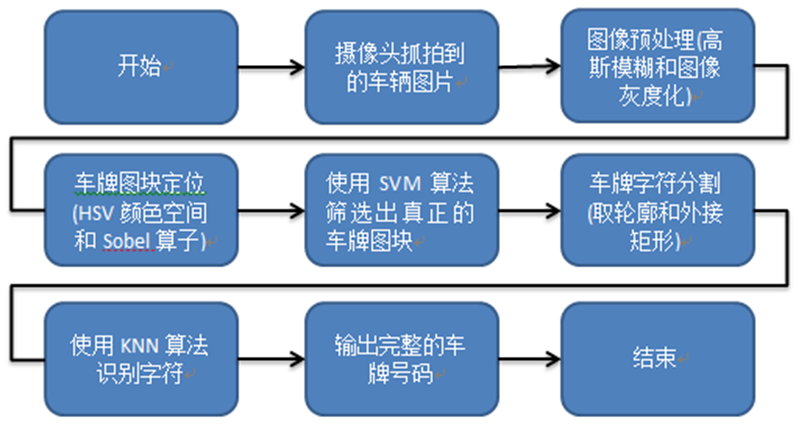 开始
摄像头抓拍到
的车辆图片
图像预处理(高
斯模糊和图像
灰度化)
车牌图块定位
(HSV 颜色空间
和 Sobel 算子)
使用 SVM 算法
筛选出真正的
车牌图块
车牌字符分割
(取轮廓和外接
矩形)
使用 KNN 算法
识别字符
输出完整的车
牌号码
结束